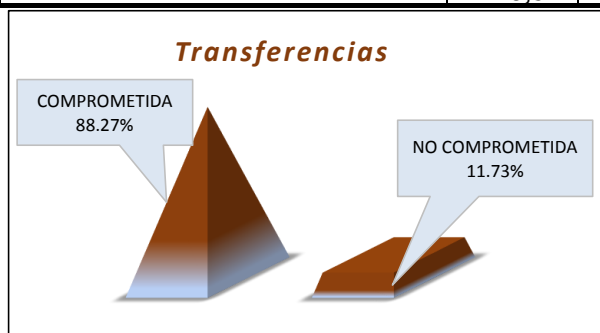 Transferencias
COMPROMETIDA
88.27%
NO COMPROMETIDA
11.73%